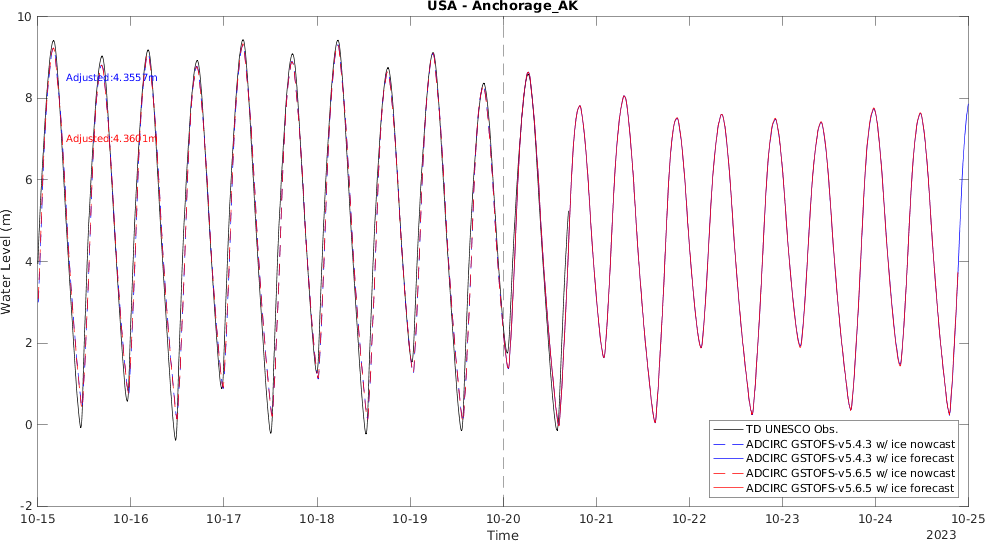 USA - Anchorage_AK
10
8
6
4
2
0
-2
Water Level (m)
Adjusted:4.3557m
Adjusted:4.3601m
TD UNESCO Obs.
ADCIRC GSTOFS-v5.4.3 w/ ice nowcast
ADCIRC GSTOFS-v5.4.3 w/ ice forecast
ADCIRC GSTOFS-v5.6.5 w/ ice nowcast
ADCIRC GSTOFS-v5.6.5 w/ ice forecast
10-15 10-16 10-17 10-18 10-19 10-20 10-21 10-22 10-23 10-24 10-25
Time
2023